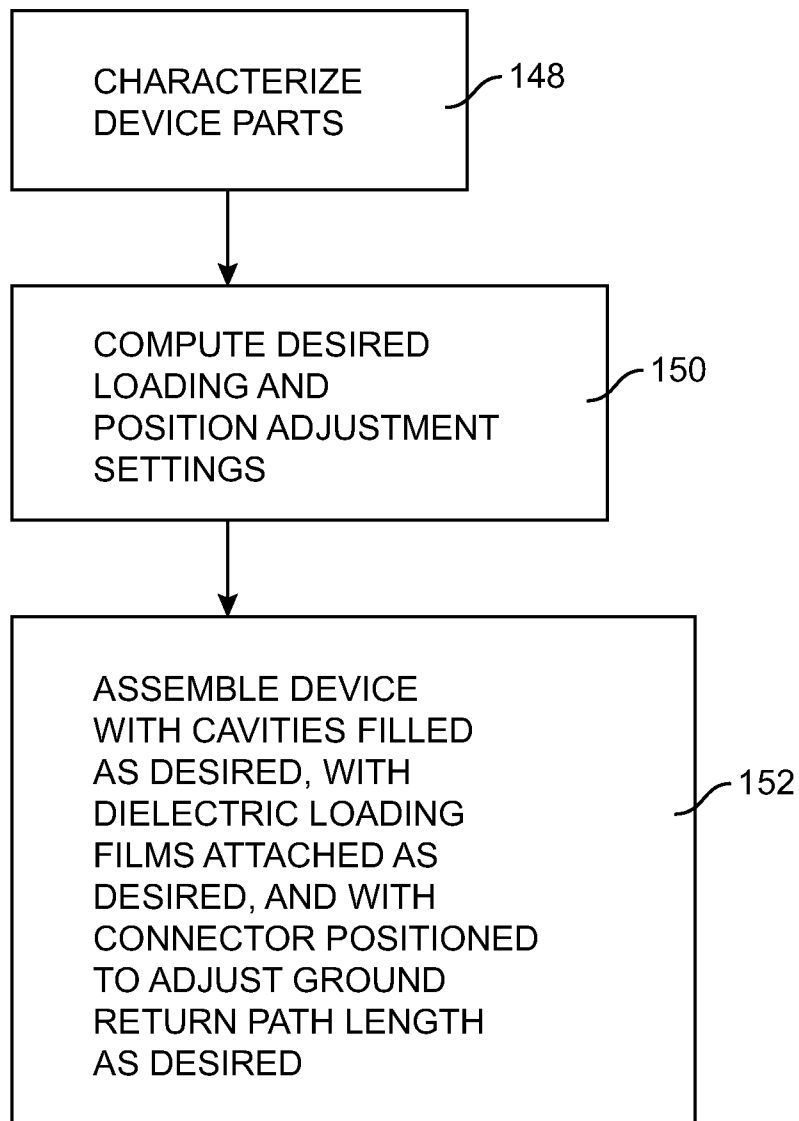 CHARACTERIZE
DEVICE PARTS
148
COMPUTE DESIRED
LOADING AND
POSITION ADJUSTMENT
SETTINGS
150
ASSEMBLE DEVICE
WITH CAVITIES FILLED
AS DESIRED, WITH
DIELECTRIC LOADING
FILMS ATTACHED AS
DESIRED, AND WITH
CONNECTOR POSITIONED
TO ADJUST GROUND
RETURN PATH LENGTH
AS DESIRED
152